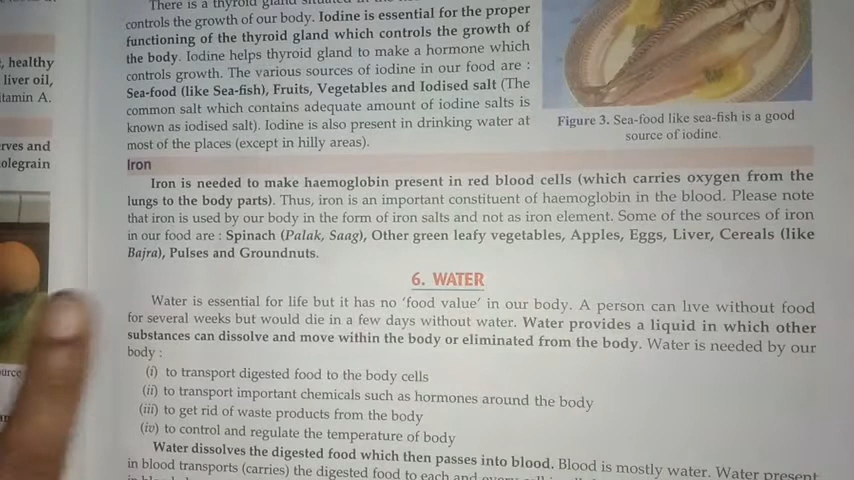 There is a thyroid gland situated in the
controls the growth of our body. Iodine is essential for the proper
functioning of the thyroid gland which controls the growth of
the body. Iodine helps thyroid gland to make a hormone which
controls growth. The various sources of iodine in our food are :
Sea-food (like Sea-fish), Fruits, Vegetables and Iodised salt (The
common salt which contains adequate amount of iodine salts is
known as iodised salt). Iodine is also present in drinking water at
most of the places (except in hilly areas).
Figure 3. Sea-food like sea-fish is a good
source of iodine.
, healthy
liver oil,
tamin A.
rves and
olegrain
Iron
Iron is needed to make haemoglobin present in red blood cells (which carries oxygen from the
lungs to the body parts). Thus, iron is an important constituent of haemoglobin in the blood. Please note
that iron is used by our body in the form of iron salts and not as iron element. Some of the sources of iron
in our food are : Spinach (Palak, Saag), Other green leafy vegetables, Apples, Eggs, Liver, Cereals (like
Bajra), Pulses and Groundnuts.
6. WATER
Water is essential for life but it has no 'food value' in our body. A person can live without food
for several weeks but would die in a few days without water. Water provides a liquid in which other
substances can dissolve and move within the body or eliminated from the body. Water is needed by our
body :
(i) to transport digested food to the body cells
(ii) to transport important chemicals such as hormones around the body
(iii) to get rid of waste products from the body
(iv) to control and regulate the temperature of body
Water dissolves the digested food which then passes into blood. Blood is mostly water. Water present
in blood transports (carries) the digested food to each and every
urce